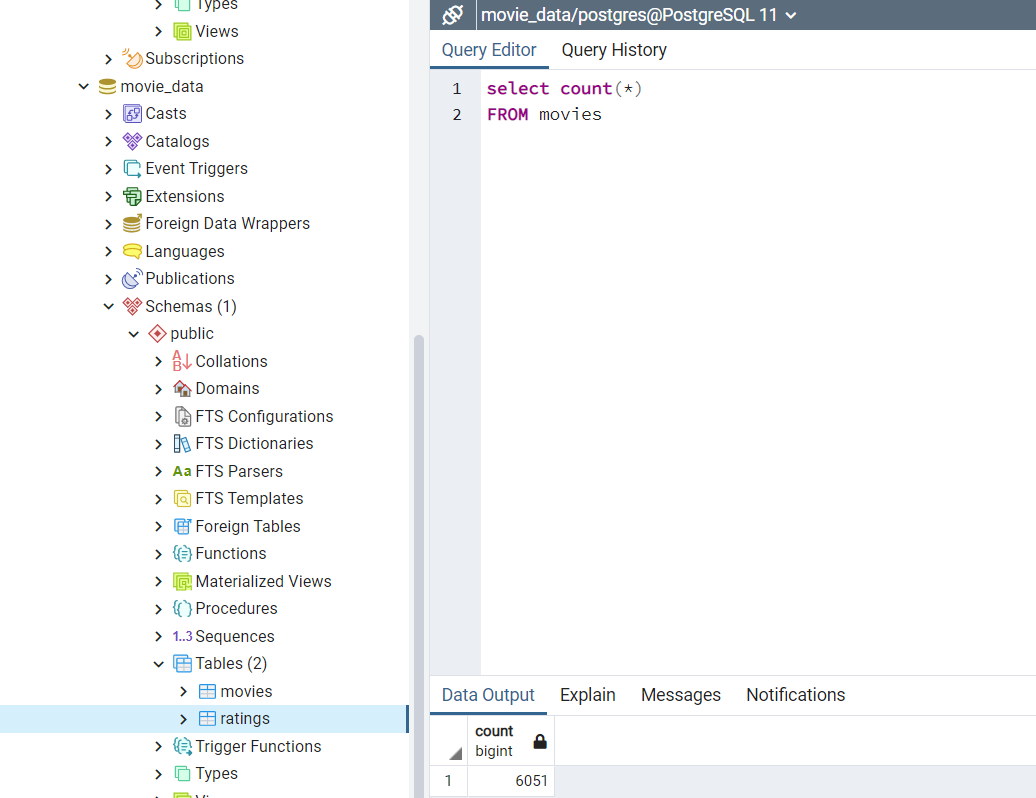 Types
Views
Subscriptions
movie_data
Casts
Catalogs
Event Triggers
Extensions
Foreign Data Wrappers
Languages
Publications
Schemas (1)
public
Collations
Domains
FTS Configurations
FTS Dictionaries
Aa FTS Parsers
FTS Templates
Foreign Tables
Functions
Materialized Views
Procedures
1..3 Sequences
Tables (2)
movies
ratings
Trigger Functions
Types
movie_data/postgres@PostgreSQL 11
Query Editor Query History
1 select count(*)
2 FROM movies
Data Output Explain Messages Notifications
count
bigint
1 6051